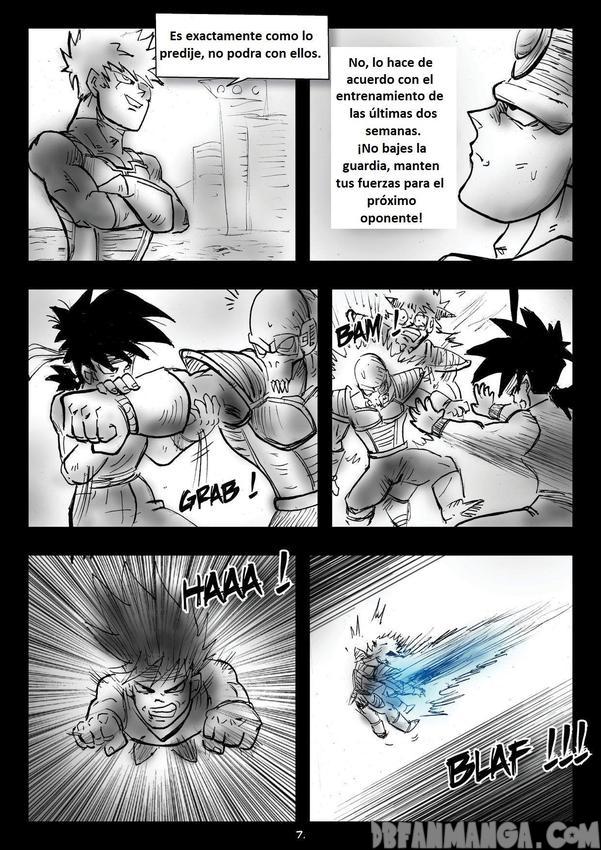 Es exactamente como lo
predije, no podra con ellos.
No, lo hace de
acuerdo con el
entrenamiento de
las últimas dos
semanas.
¡No bajes la
guardia, manten
tus fuerzas para el
próximo
oponente!
GRAB !
BAM !
HAAA !
BLAF !!!
7.
DBFANMANGA.COM